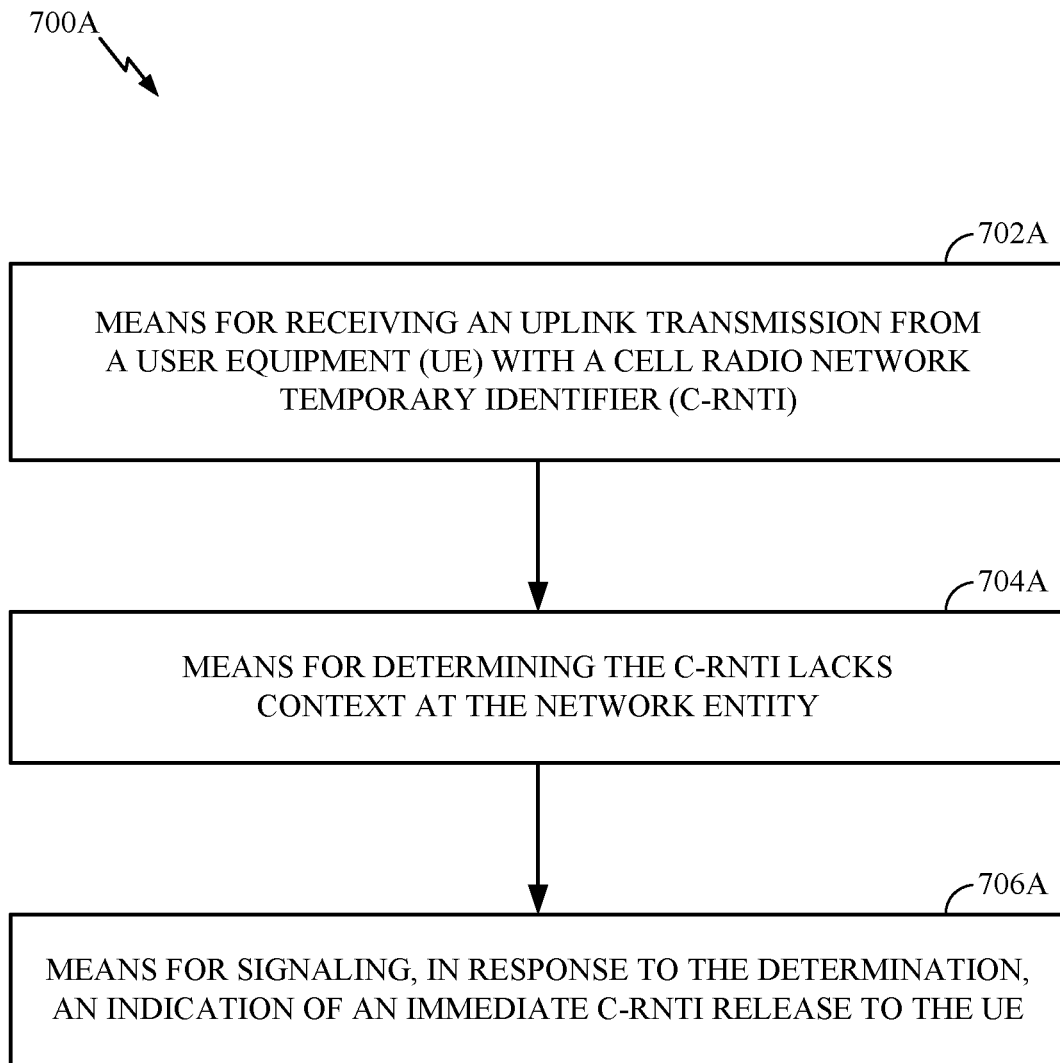 700A
702A
MEANS FOR RECEIVING AN UPLINK TRANSMISSION FROM
A USER EQUIPMENT (UE) WITH A CELL RADIO NETWORK
TEMPORARY IDENTIFIER (C-RNTI)
704A
MEANS FOR DETERMINING THE C-RNTI LACKS
CONTEXT AT THE NETWORK ENTITY
706A
MEANS FOR SIGNALING, IN RESPONSE TO THE DETERMINATION,
AN INDICATION OF AN IMMEDIATE C-RNTI RELEASE TO THE UE